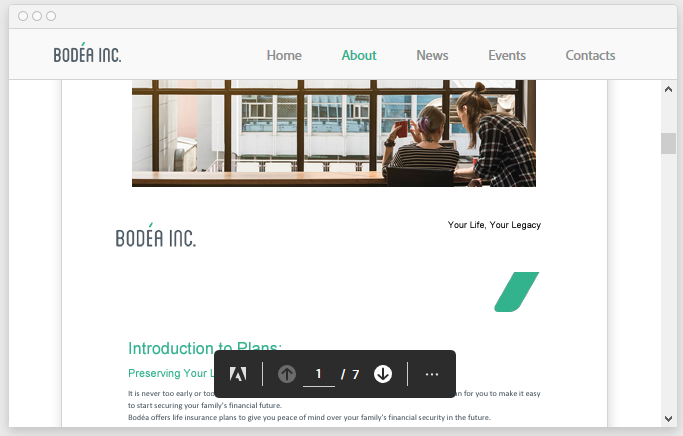 BODÉA INC.
Home About News Events Contacts
BODÉA INC.
Your Life, Your Legacy
Introduction to Plans:
Preserving Your L
1 / 7
It is never too early or too an for you to make it easy
to start securing your family's financial future.
Bodéa offers life insurance plans to give you peace of mind over your family's financial security in the future.